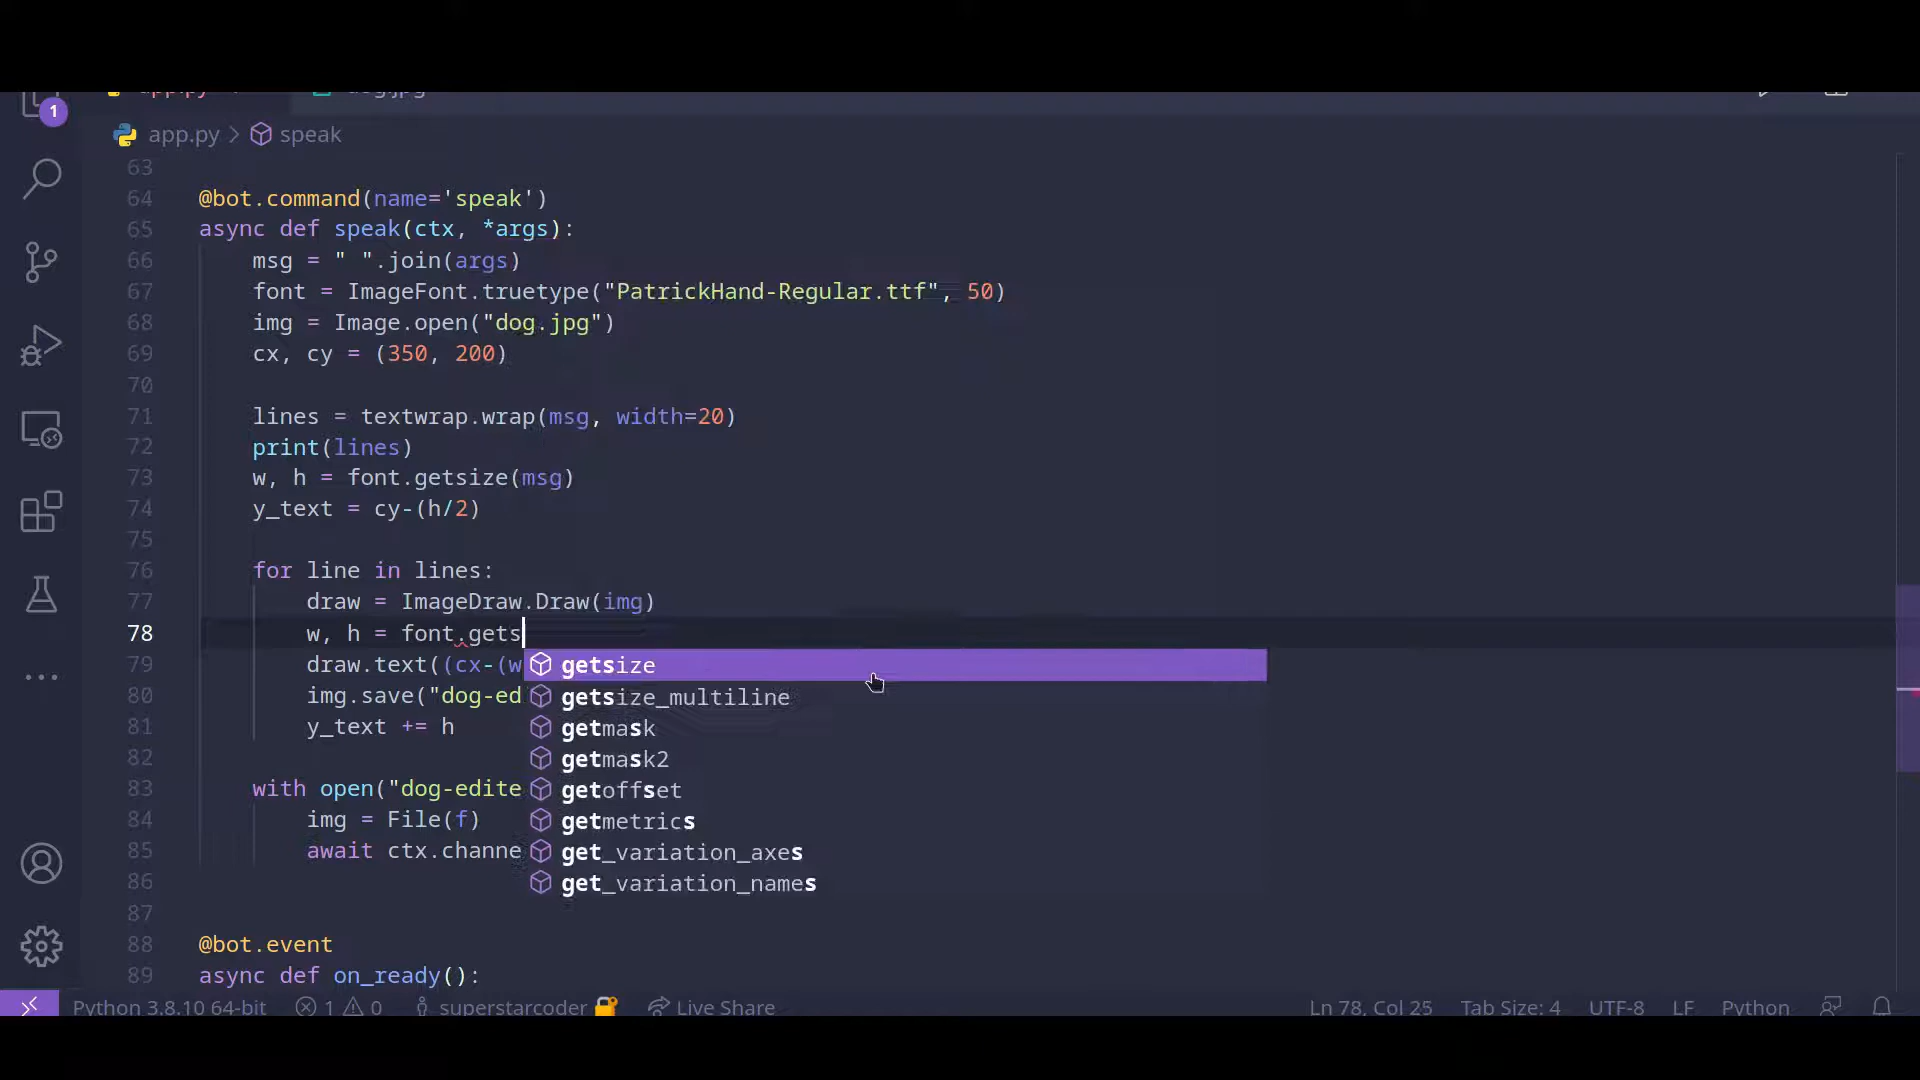 app.py dog.jpg
1
app.py > speak
63
64 @bot.command(name='speak')
65 async def speak(ctx, *args):
66 msg = " ".join(args)
67 font = ImageFont.truetype("PatrickHand-Regular.ttf", 50)
68 img = Image.open("dog.jpg")
69 cx, cy = (350, 200)
70
71 lines = textwrap.wrap(msg, width=20)
72 print(lines)
73 w, h = font.getsize(msg)
74 y_text = cy-(h/2)
75
76 for line in lines:
77 draw = ImageDraw.Draw(img)
78 w, h = font.gets
79 draw.text((cx-(w getsize
80 img.save("dog-ed getsize_multiline
81 y_text += h getmask
82 getmask2
83 with open("dog-edite getoffset
84 img = File(f) getmetrics
85 await ctx.channe get_variation_axes
86 get_variation_names
87
88 @bot.event
89 async def on_ready():
Python 3.8.10 64-bit 1 0 superstarcoder Live Share Ln 78, Col 25 Tab Size: 4 UTF-8 LF Python